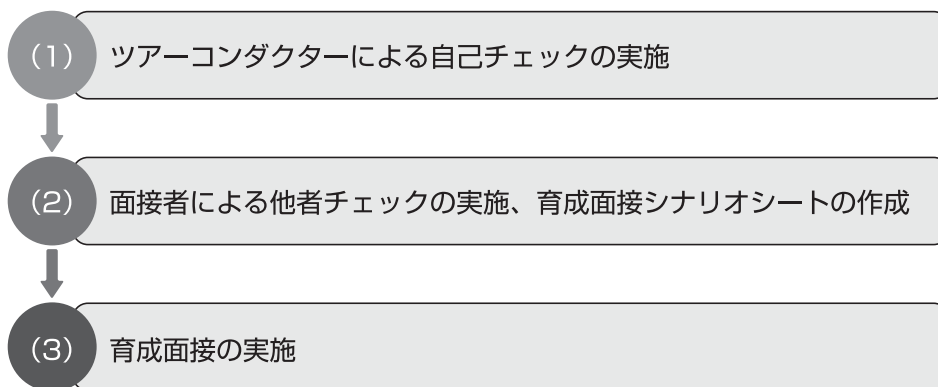 (1) ツアーコンダクターによる自己チェックの実施
(2) 面接者による他者チェックの実施、育成面接シナリオシートの作成
(3) 育成面接の実施